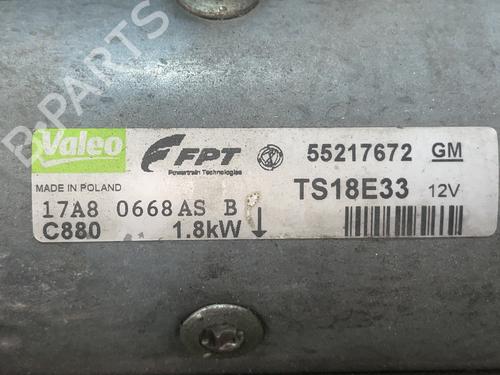 B-PARTS
Valeo
FPT
Powertrain Technologies
55217672 GM
MADE IN POLAND
TS18E33 12V
17A8 0668AS B
C880 1.8kW